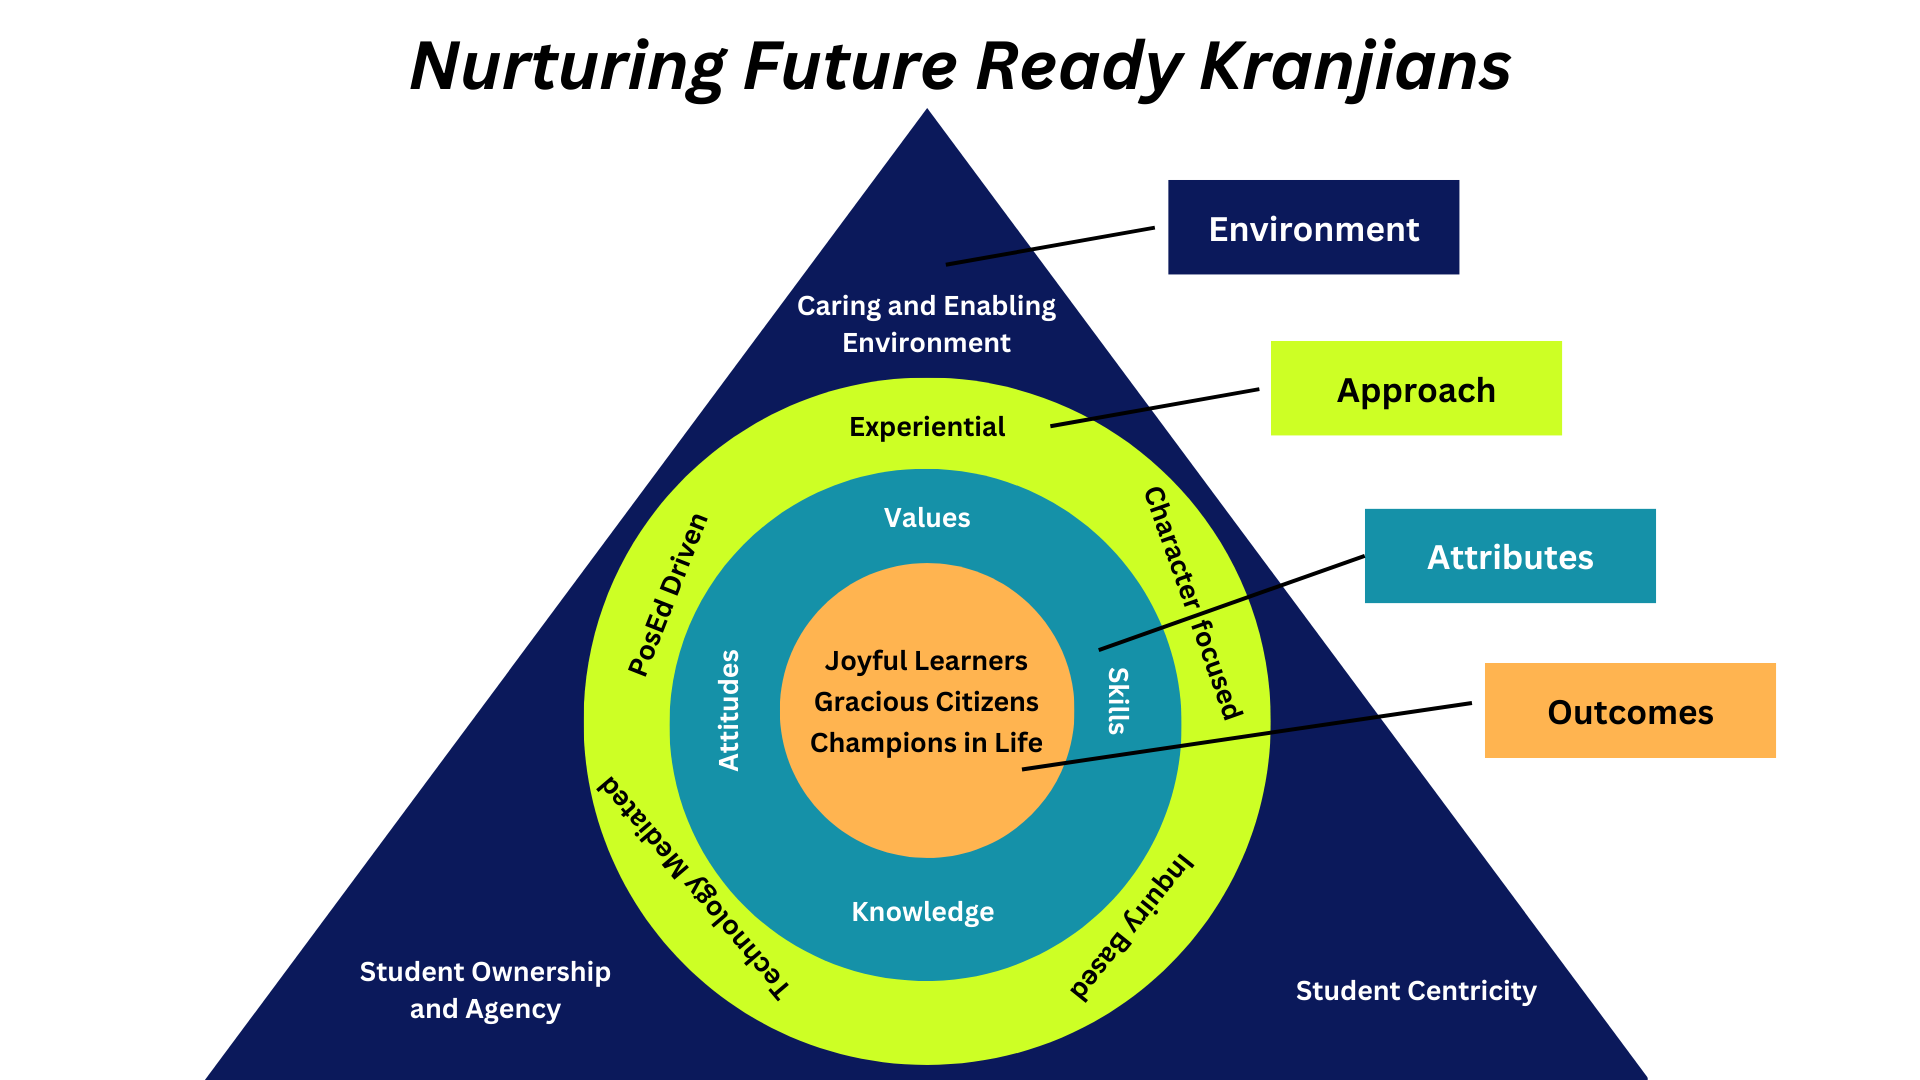 Nurturing Future Ready Kranjians
Environment
Caring and Enabling
Environment
Approach
Experiential
Character focused
PosEd Driven
Values
Attributes
Attitudes
Skills
Joyful Learners
Gracious Citizens
Champions in Life
Outcomes
Technology Mediated
Inquiry Based
Knowledge
Student Ownership
and Agency
Student Centricity